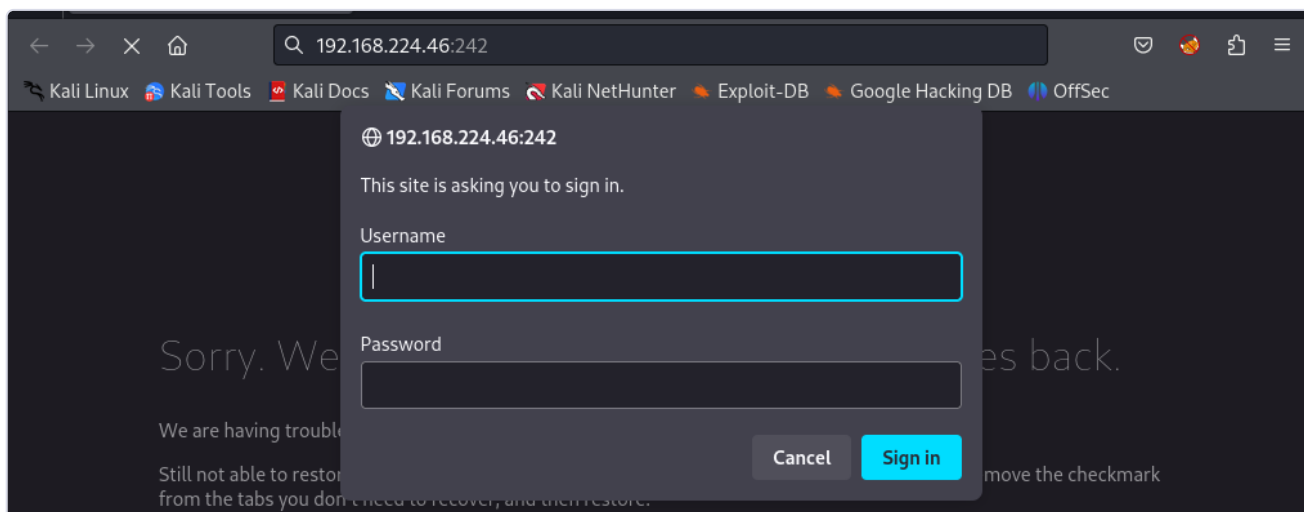 192.168.224.46:242
Kali Linux Kali Tools Kali Docs Kali Forums Kali NetHunter Exploit-DB Google Hacking DB OffSec
192.168.224.46:242
This site is asking you to sign in.
Username
Sorry. We es back.
Password
We are having trouble
Cancel Sign in
Still not able to restor move the checkmark
from the tabs you don't need to recover, and then restore.